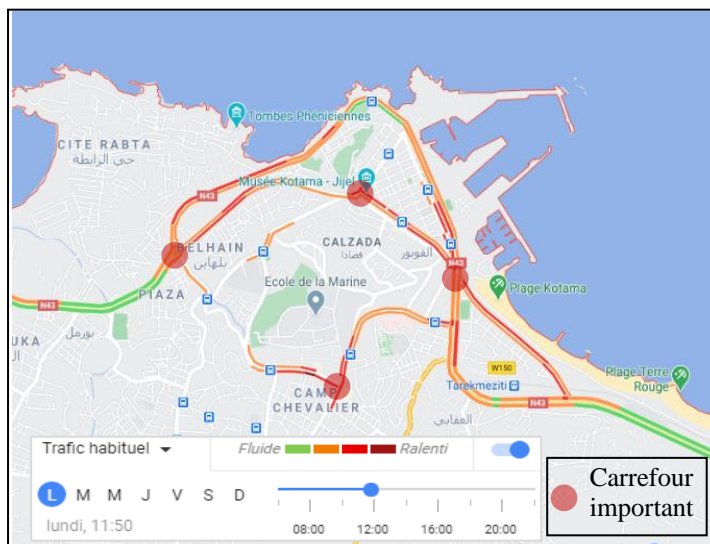 Tombes Phéniciennes
CITE RABTA
حي الرابطة
Musée Kotama - Jijel
N43
BELHAIN
بلهاين
CALZADA
قصادا
الفوبور
N43
Ecole de la Marine
PIAZA
Plage Kotama
N43
بورمل
UKA
W150
Plage Terre
Rouge
Tarekmeziti
CAMP
CHEVALIER
N43
العقابي
Trafic habituel
Fluide
Ralenti
L M M J V S D
lundi, 11:50
08:00 12:00 16:00 20:00
Carrefour
important